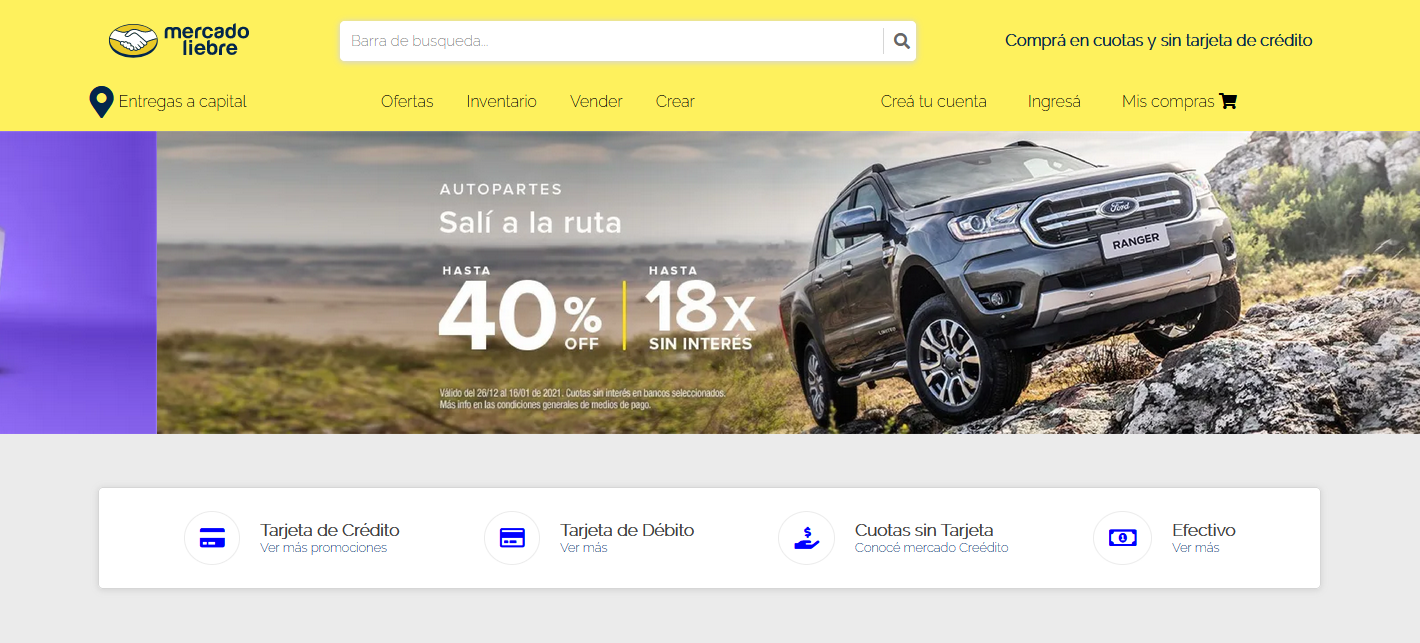 mercado
liebre
Barra de busqueda...
Comprá en cuotas y sin tarjeta de crédito
Entregas a capital
Ofertas
Inventario
Vender
Crear
Creá tu cuenta
Ingresá
Mis compras
AUTOPARTES
Salí a la ruta
HASTA
40%
OFF
HASTA
18x
SIN INTERÉS
Válido del 26/12 al 16/01 de 2021. Cuotas sin interés en bancos seleccionados.
Más info en las condiciones generales de medios de pago.
Ford
RANGER
LIMITED
Tarjeta de Crédito
Ver más promociones
Tarjeta de Débito
Ver más
Cuotas sin Tarjeta
Conocé mercado Creédito
Efectivo
Ver más